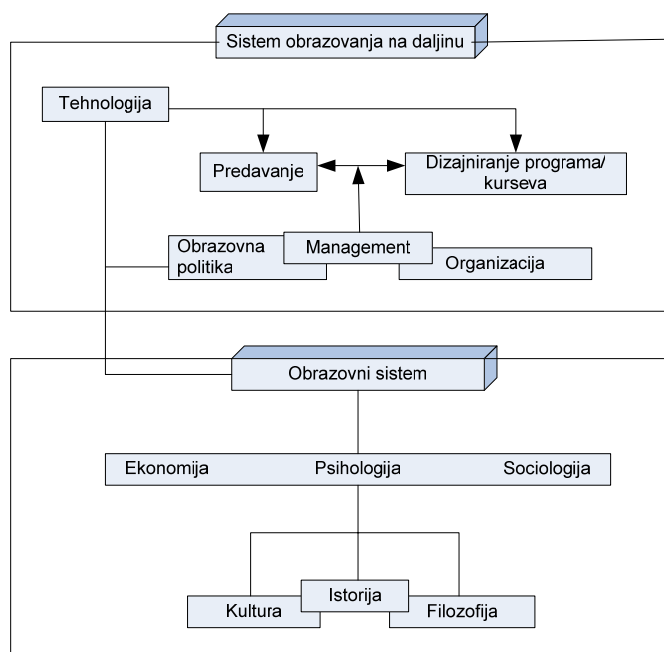 Sistem obrazovanja na daljinu
Tehnologija
Predavanje
Dizajniranje programa/
kurseva
Obrazovna
politika
Management
Organizacija
Obrazovni sistem
Ekonomija Psihologija Sociologija
Kultura
Istorija
Filozofija